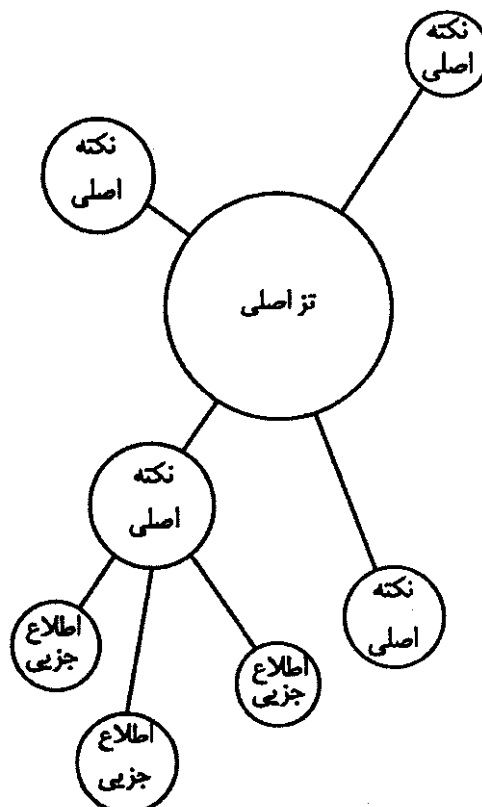 نکته
اصلی
نکته
اصلی
تز اصلی
نکته
اصلی
نکته
اصلی
اطلاع
جزیی
اطلاع
جزیی
اطلاع
جزیی